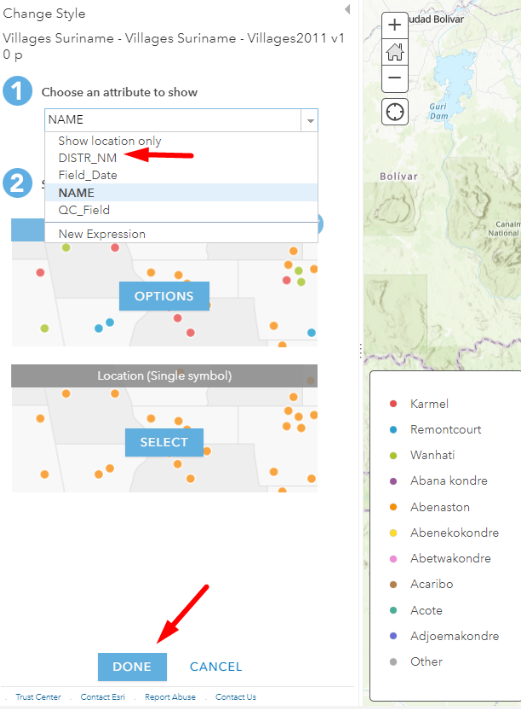 Change Style
Villages Suriname - Villages Suriname - Villages2011 v1
0 p
1 Choose an attribute to show
NAME
Show location only
DISTR_NM
Field_Date
NAME
QC_Field
New Expression
2
OPTIONS
Location (Single symbol)
SELECT
DONE CANCEL
Trust Center . Contact Esri . Report Abuse . Contact Us
udad Bolivar
Guri
Dam
Bolívar
Canaim
National
Karmel
Remontcourt
Wanhati
Abana kondre
Abenaston
Abenekokondre
Abetwakondre
Acaribo
Acote
Adjoemakondre
Other